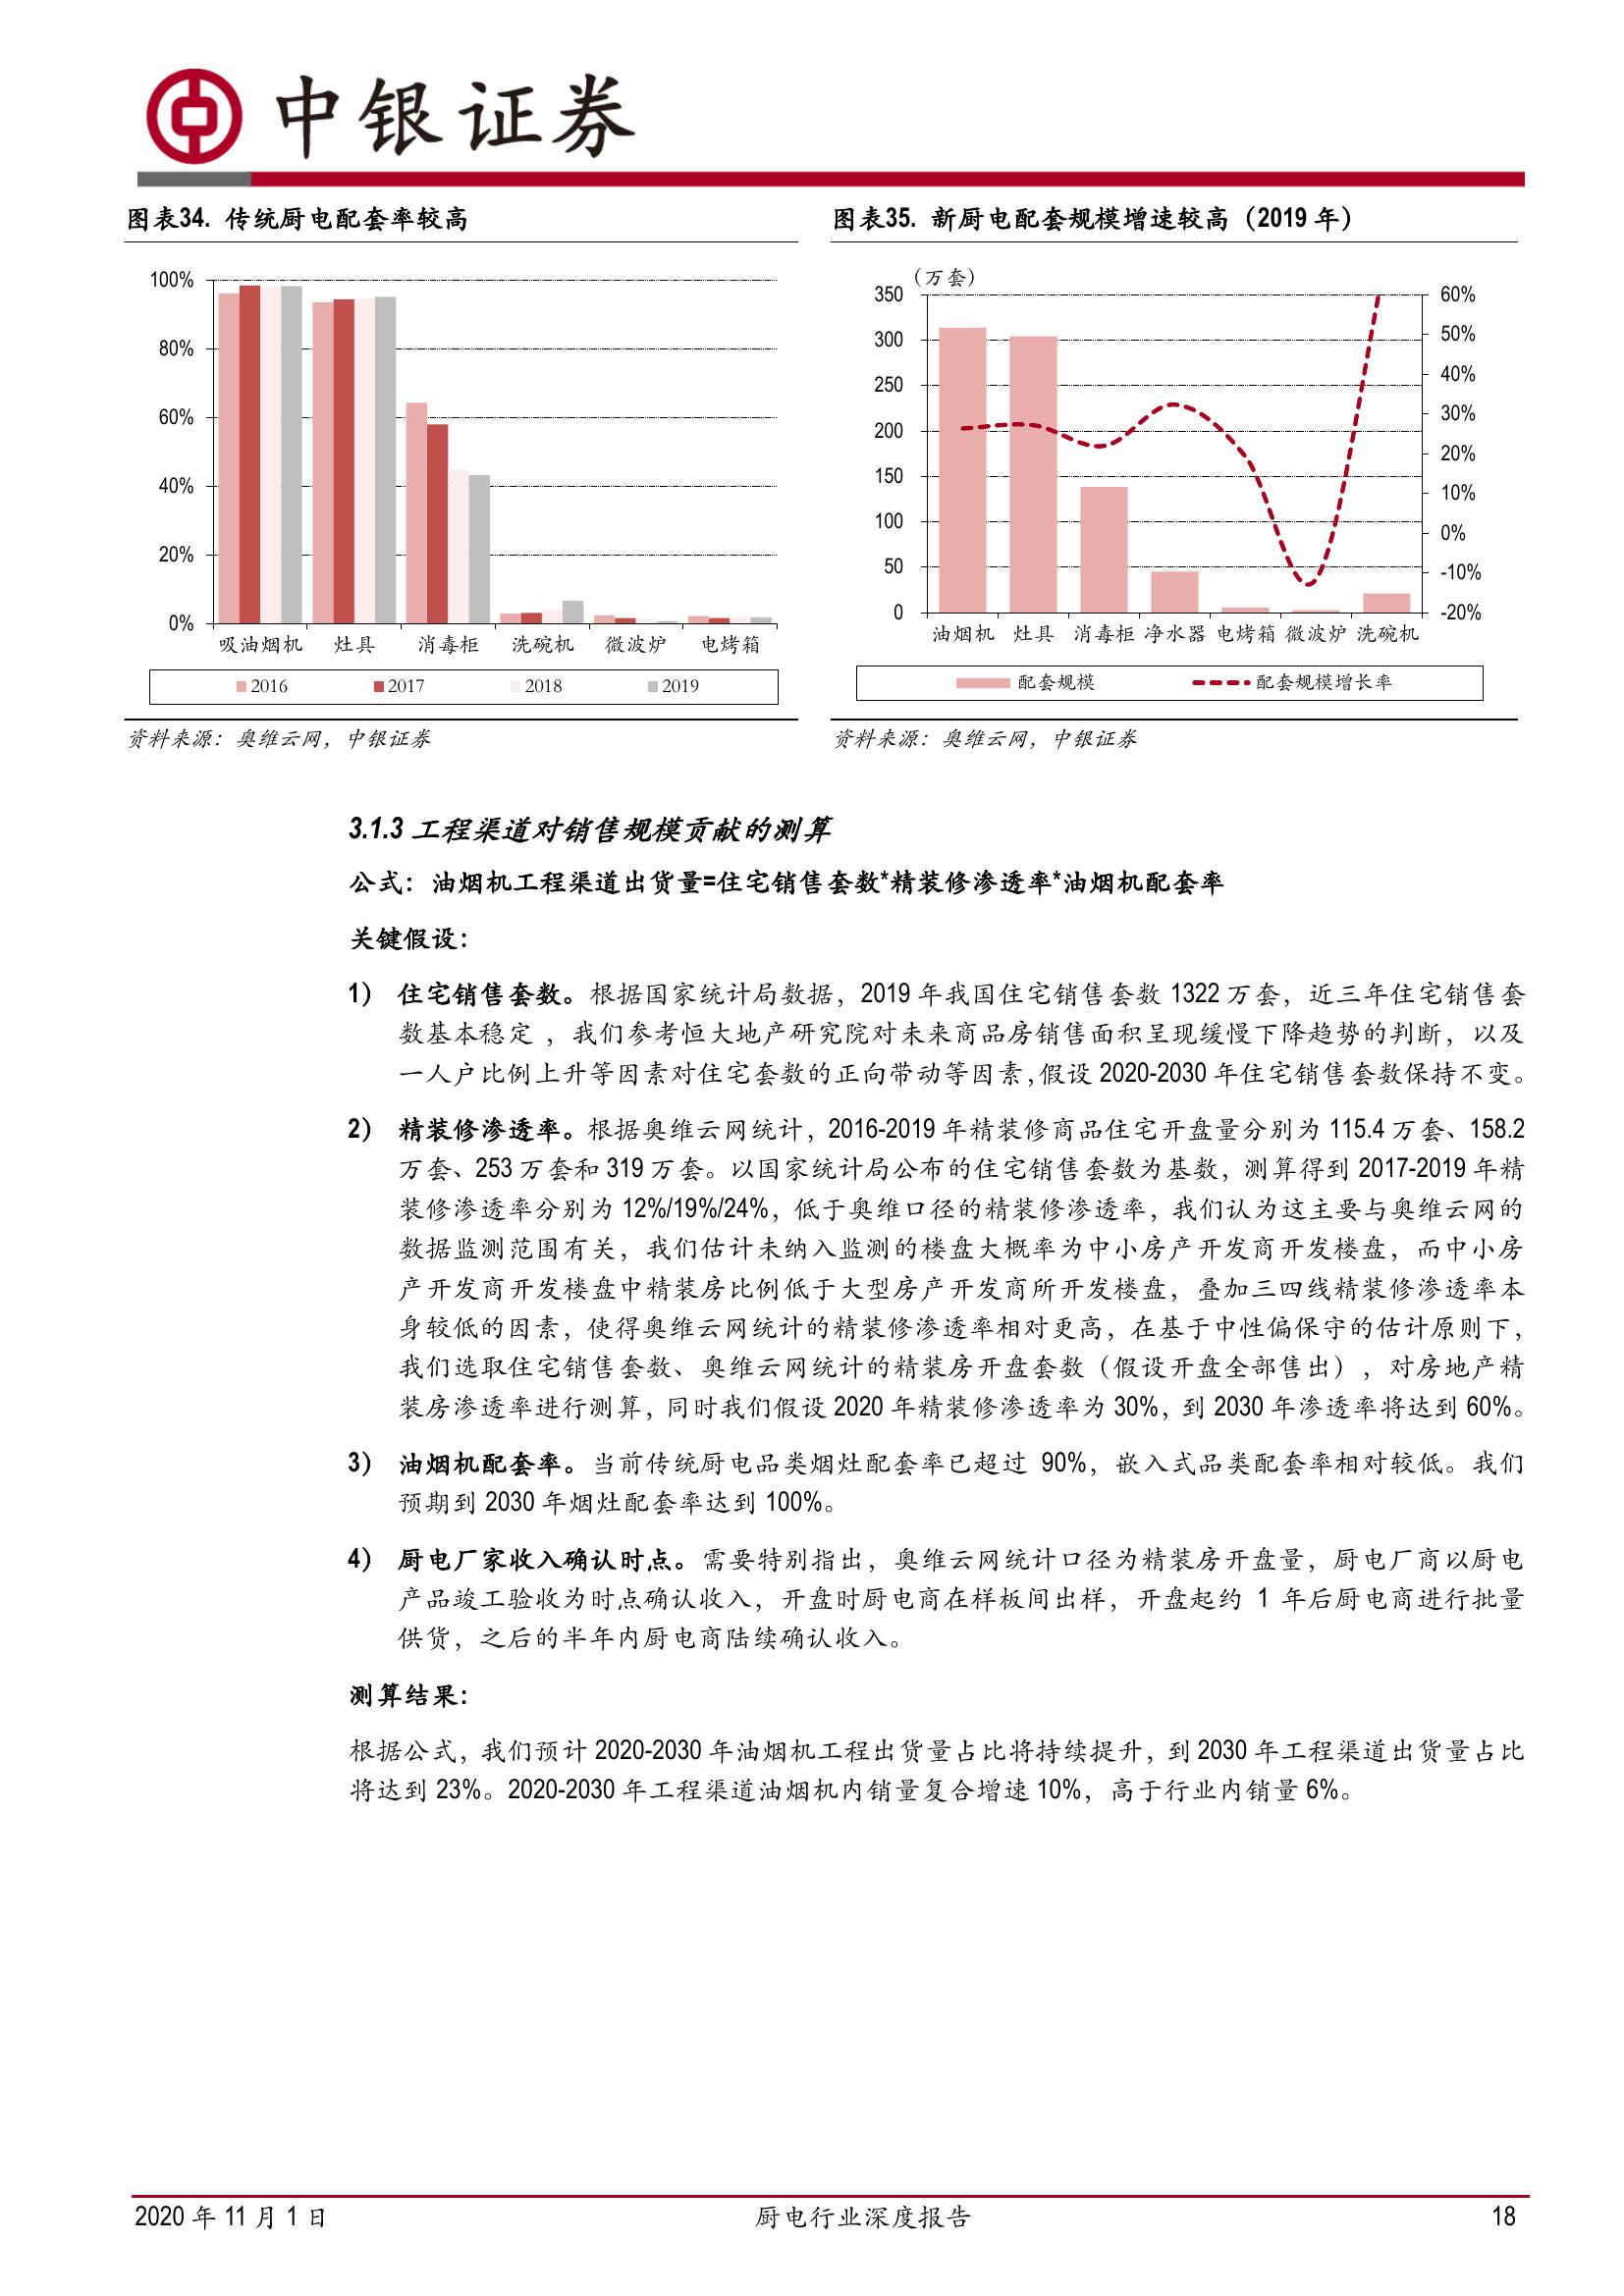 中银证券
图表34. 传统厨电配套率较高
100%
80%
60%
40%
20%
0%
吸油烟机 灶具 消毒柜 洗碗机 微波炉 电烤箱
2016 2017 2018 2019
资料来源：奥维云网，中银证券
图表35. 新厨电配套规模增速较高（2019 年）
（万套）
350
300
250
200
150
100
50
0
60%
50%
40%
30%
20%
10%
0%
-10%
-20%
油烟机 灶具 消毒柜 净水器 电烤箱 微波炉 洗碗机
配套规模 配套规模增长率
资料来源：奥维云网，中银证券
3.1.3 工程渠道对销售规模贡献的测算
公式：油烟机工程渠道出货量=住宅销售套数*精装修渗透率*油烟机配套率
关键假设：
1） 住宅销售套数。根据国家统计局数据，2019 年我国住宅销售套数 1322 万套，近三年住宅销售套
数基本稳定 ，我们参考恒大地产研究院对未来商品房销售面积呈现缓慢下降趋势的判断，以及
一人户比例上升等因素对住宅套数的正向带动等因素，假设 2020-2030 年住宅销售套数保持不变。
2） 精装修渗透率。根据奥维云网统计，2016-2019 年精装修商品住宅开盘量分别为 115.4 万套、158.2
万套、253 万套和 319 万套。以国家统计局公布的住宅销售套数为基数，测算得到 2017-2019 年精
装修渗透率分别为 12%/19%/24%，低于奥维口径的精装修渗透率，我们认为这主要与奥维云网的
数据监测范围有关，我们估计未纳入监测的楼盘大概率为中小房产开发商开发楼盘，而中小房
产开发商开发楼盘中精装房比例低于大型房产开发商所开发楼盘，叠加三四线精装修渗透率本
身较低的因素，使得奥维云网统计的精装修渗透率相对更高，在基于中性偏保守的估计原则下，
我们选取住宅销售套数、奥维云网统计的精装房开盘套数（假设开盘全部售出），对房地产精
装房渗透率进行测算，同时我们假设 2020 年精装修渗透率为 30%，到 2030 年渗透率将达到 60%。
3） 油烟机配套率。当前传统厨电品类烟灶配套率已超过 90%，嵌入式品类配套率相对较低。我们
预期到 2030 年烟灶配套率达到 100%。
4） 厨电厂家收入确认时点。需要特别指出，奥维云网统计口径为精装房开盘量，厨电厂商以厨电
产品竣工验收为时点确认收入，开盘时厨电商在样板间出样，开盘起约 1 年后厨电商进行批量
供货，之后的半年内厨电商陆续确认收入。
测算结果：
根据公式，我们预计 2020-2030 年油烟机工程出货量占比将持续提升，到 2030 年工程渠道出货量占比
将达到 23%。2020-2030 年工程渠道油烟机内销量复合增速 10%，高于行业内销量 6%。
2020 年 11 月 1 日 厨电行业深度报告 18